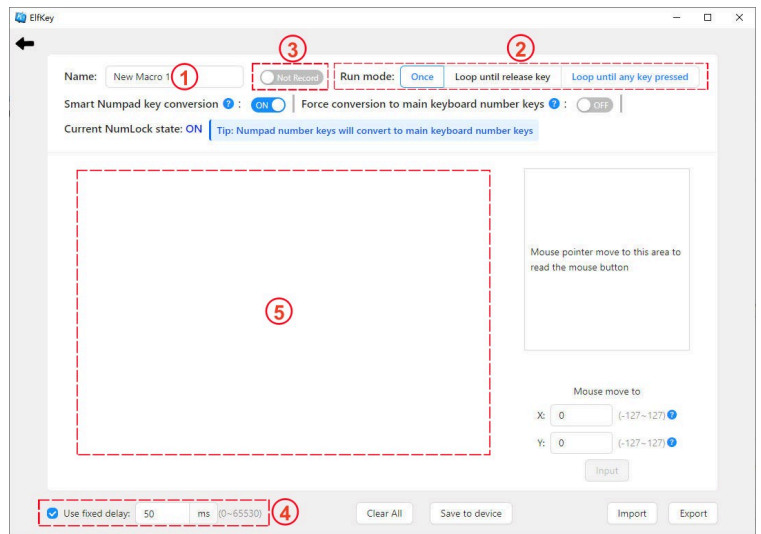 ElfKey
③ ②
Name: New Macro 1 ① Not Record Run mode: Once Loop until release key Loop until any key pressed
Smart Numpad key conversion ? : ON Force conversion to main keyboard number keys ? : OFF
Current NumLock state: ON Tip: Numpad number keys will convert to main keyboard number keys
Mouse pointer move to this area to
read the mouse button
⑤
Mouse move to
X: 0 (-127~127) ?
Y: 0 (-127~127) ?
Input
Use fixed delay: 50 ms (0~65530) ④ Clear All Save to device Import Export